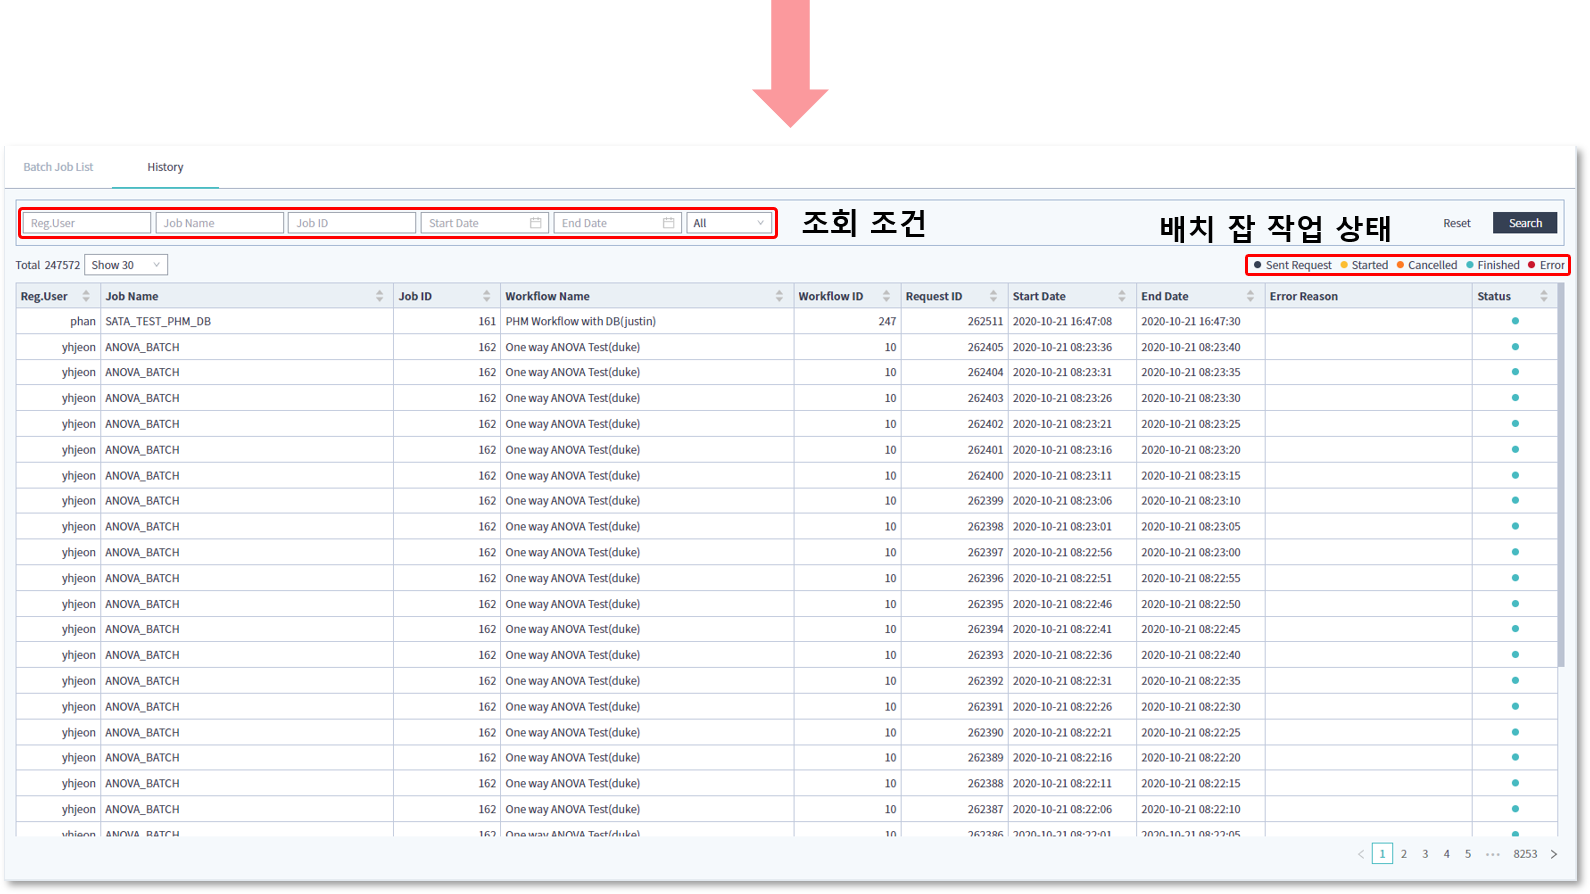 Batch Job List History
Reg.User Job Name Job ID Start Date End Date All 조회 조건 배치 잡 작업 상태 Reset Search
Total 247572 Show 30 Sent Request Started Cancelled Finished Error
Reg.User Job Name Job ID Workflow Name Workflow ID Request ID Start Date End Date Error Reason Status
phan SATA_TEST_PHM_DB 161 PHM Workflow with DB(justin) 247 262511 2020-10-21 16:47:08 2020-10-21 16:47:30
yhjeon ANOVA_BATCH 162 One way ANOVA Test(duke) 10 262405 2020-10-21 08:23:36 2020-10-21 08:23:40
yhjeon ANOVA_BATCH 162 One way ANOVA Test(duke) 10 262404 2020-10-21 08:23:31 2020-10-21 08:23:35
yhjeon ANOVA_BATCH 162 One way ANOVA Test(duke) 10 262403 2020-10-21 08:23:26 2020-10-21 08:23:30
yhjeon ANOVA_BATCH 162 One way ANOVA Test(duke) 10 262402 2020-10-21 08:23:21 2020-10-21 08:23:25
yhjeon ANOVA_BATCH 162 One way ANOVA Test(duke) 10 262401 2020-10-21 08:23:16 2020-10-21 08:23:20
yhjeon ANOVA_BATCH 162 One way ANOVA Test(duke) 10 262400 2020-10-21 08:23:11 2020-10-21 08:23:15
yhjeon ANOVA_BATCH 162 One way ANOVA Test(duke) 10 262399 2020-10-21 08:23:06 2020-10-21 08:23:10
yhjeon ANOVA_BATCH 162 One way ANOVA Test(duke) 10 262398 2020-10-21 08:23:01 2020-10-21 08:23:05
yhjeon ANOVA_BATCH 162 One way ANOVA Test(duke) 10 262397 2020-10-21 08:22:56 2020-10-21 08:23:00
yhjeon ANOVA_BATCH 162 One way ANOVA Test(duke) 10 262396 2020-10-21 08:22:51 2020-10-21 08:22:55
yhjeon ANOVA_BATCH 162 One way ANOVA Test(duke) 10 262395 2020-10-21 08:22:46 2020-10-21 08:22:50
yhjeon ANOVA_BATCH 162 One way ANOVA Test(duke) 10 262394 2020-10-21 08:22:41 2020-10-21 08:22:45
yhjeon ANOVA_BATCH 162 One way ANOVA Test(duke) 10 262393 2020-10-21 08:22:36 2020-10-21 08:22:40
yhjeon ANOVA_BATCH 162 One way ANOVA Test(duke) 10 262392 2020-10-21 08:22:31 2020-10-21 08:22:35
yhjeon ANOVA_BATCH 162 One way ANOVA Test(duke) 10 262391 2020-10-21 08:22:26 2020-10-21 08:22:30
yhjeon ANOVA_BATCH 162 One way ANOVA Test(duke) 10 262390 2020-10-21 08:22:21 2020-10-21 08:22:25
yhjeon ANOVA_BATCH 162 One way ANOVA Test(duke) 10 262389 2020-10-21 08:22:16 2020-10-21 08:22:20
yhjeon ANOVA_BATCH 162 One way ANOVA Test(duke) 10 262388 2020-10-21 08:22:11 2020-10-21 08:22:15
yhjeon ANOVA_BATCH 162 One way ANOVA Test(duke) 10 262387 2020-10-21 08:22:06 2020-10-21 08:22:10
yhjeon ANOVA_BATCH 162 One way ANOVA Test(duke) 10 262386 2020-10-21 08:22:01 2020-10-21 08:22:05
< 1 2 3 4 5 ••• 8253 >